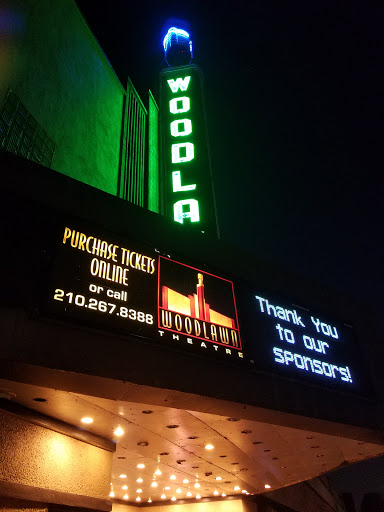 WOODLA
PURCHASE TICKETS
ONLINE
or call
210.267.8388
WOODLAWN
THEATRE
Thank You
to our
sponsors!